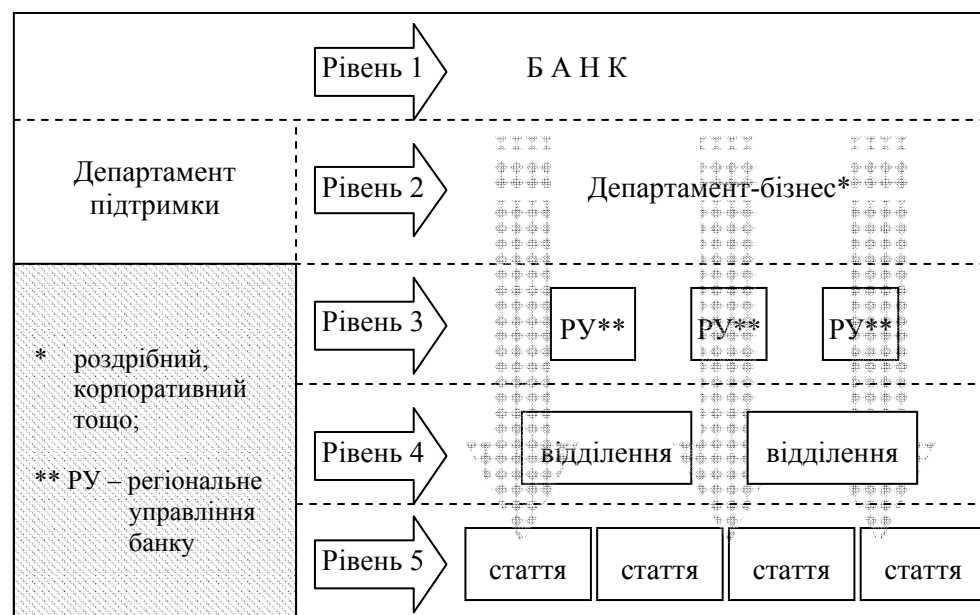 Рівень 1
Б А Н К
Департамент
підтримки
Рівень 2
Департамент-бізнес*
Рівень 3
РУ**
РУ**
РУ**
* роздрібний,
корпоративний
тощо;
** РУ – регіональне
управління
банку
Рівень 4
відділення
відділення
Рівень 5
стаття
стаття
стаття
стаття